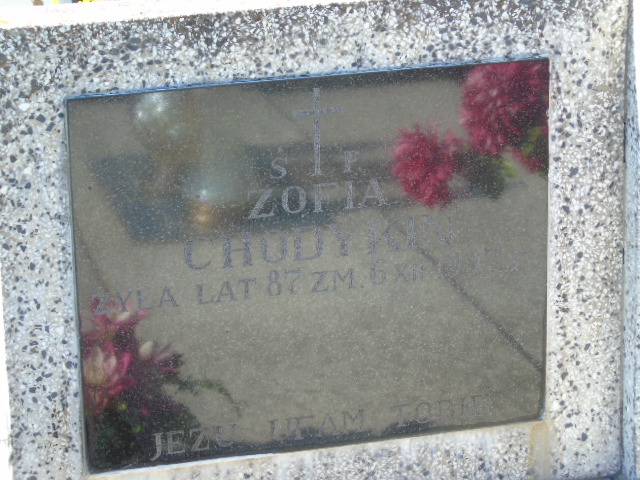 Ś P.
ZOFIA
CHUDYKIN
ŻYŁA LAT 87 ZM. 6 XII
JEZU UFAM TOBIE